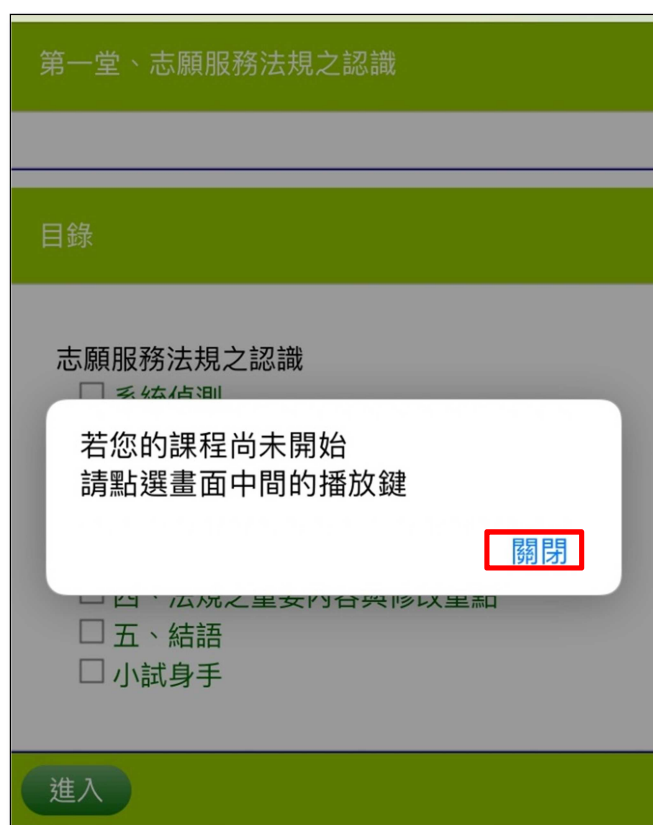 第一堂、志願服務法規之認識
目錄
志願服務法規之認識
系統偵測
若您的課程尚未開始
請點選畫面中間的播放鍵
關閉
四、法規之重要內容與修改重點
五、結語
小試身手
進入